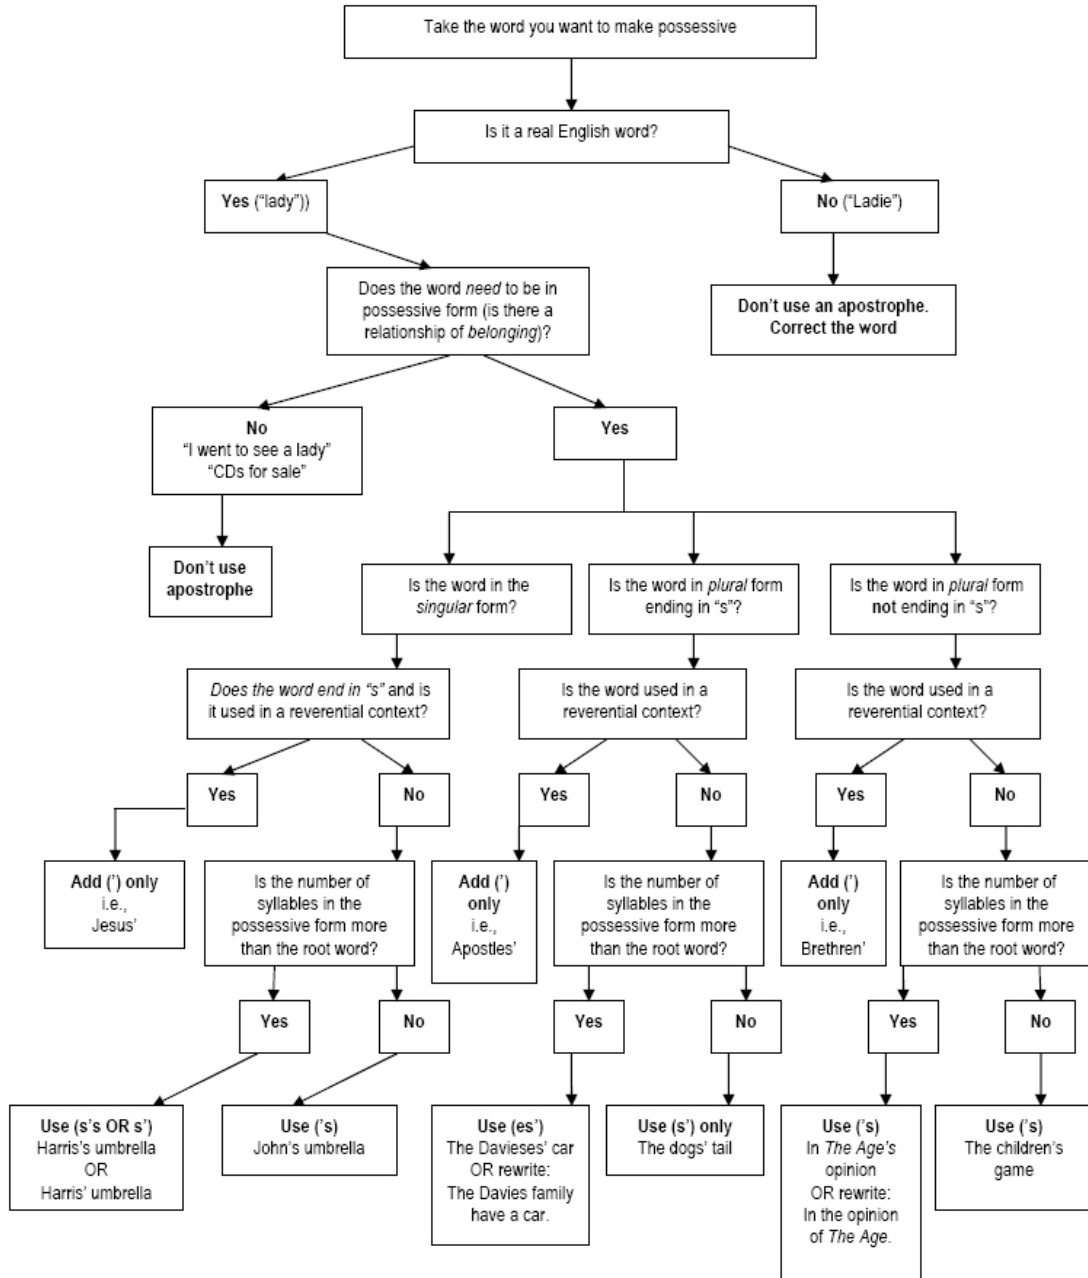 Take the word you want to make possessive
Is it a real English word?
Yes (“lady”))
No (“Ladie”)
Does the word need to be in
possessive form (is there a
relationship of belonging)?
Don’t use an apostrophe.
Correct the word
No
“I went to see a lady”
“CDs for sale”
Yes
Don’t use
apostrophe
Is the word in the
singular form?
Is the word in plural form
ending in “s”?
Is the word in plural form
not ending in “s”?
Does the word end in “s” and is
it used in a reverential context?
Is the word used in a
reverential context?
Is the word used in a
reverential context?
Yes
No
Yes
No
Yes
No
Add (’) only
i.e.,
Jesus’
Is the number of
syllables in the
possessive form more
than the root word?
Add (’)
only
i.e.,
Apostles’
Is the number of
syllables in the
possessive form more
than the root word?
Add (’)
only
i.e.,
Brethren’
Is the number of
syllables in the
possessive form more
than the root word?
Yes
No
Yes
No
Yes
No
Use (s’s OR s’)
Harris’s umbrella
OR
Harris’ umbrella
Use (’s)
John’s umbrella
Use (es’)
The Davieses’ car
OR rewrite:
The Davies family
have a car.
Use (s’) only
The dogs’ tail
Use (’s)
In The Age’s
opinion
OR rewrite:
In the opinion
of The Age.
Use (’s)
The children’s
game